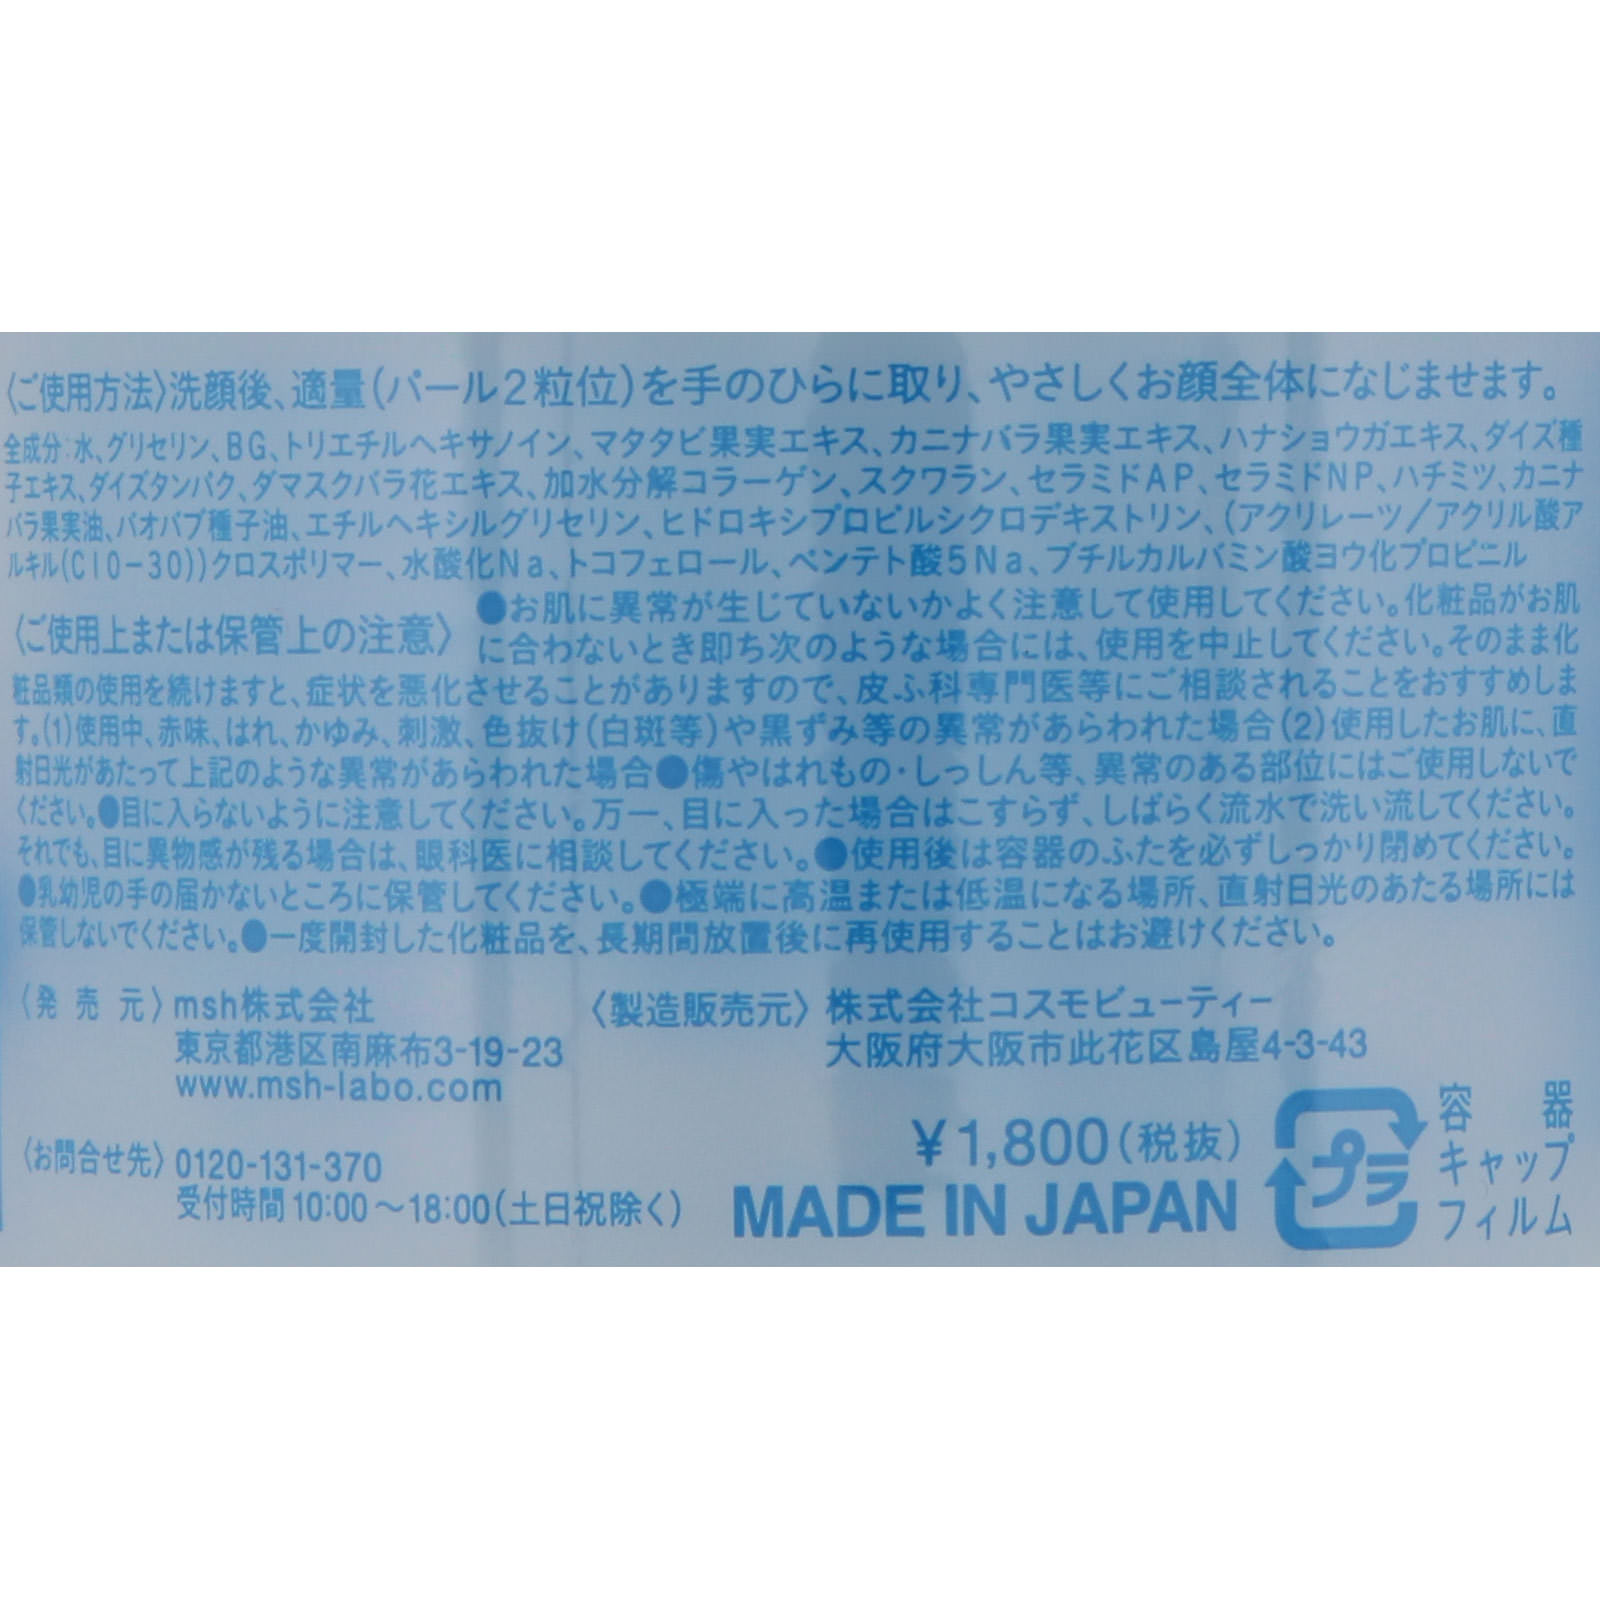 〈ご使用方法〉洗顔後、適量(パール2粒位)を手のひらに取り、やさしくお顔全体になじませます。
全成分:水、グリセリン、BG、トリエチルヘキサノイン、マタタビ果実エキス、カニナバラ果実エキス、ハナショウガエキス、ダイズ種
子エキス、ダイズタンパク、ダマスクバラ花エキス、加水分解コラーゲン、スクワラン、セラミドAP、セラミドNP、ハチミツ、カニナ
バラ果実油、バオバブ種子油、エチルヘキシルグリセリン、ヒドロキシプロピルシクロデキストリン、(アクリレーツ/アクリル酸ア
ルキル(C10-30))クロスポリマー、水酸化Na、トコフェロール、ペンテト酸5Na、ブチルカルバミン酸ヨウ化プロピニル
〈ご使用上または保管上の注意〉
●お肌に異常が生じていないかよく注意して使用してください。化粧品がお肌
に合わないとき即ち次のような場合には、使用を中止してください。そのまま化
粧品類の使用を続けますと、症状を悪化させることがありますので、皮ふ科専門医等にご相談されることをおすすめしま
す。(1)使用中、赤味、はれ、かゆみ、刺激、色抜け(白斑等)や黒ずみ等の異常があらわれた場合(2)使用したお肌に、直
射日光があたって上記のような異常があらわれた場合●傷やはれもの・しっしん等、異常のある部位にはご使用しないで
ください。●目に入らないように注意してください。万一、目に入った場合はこすらず、しばらく流水で洗い流してください。
それでも、目に異物感が残る場合は、眼科医に相談してください。●使用後は容器のふたを必ずしっかり閉めてください。
●乳幼児の手の届かないところに保管してください。●極端に高温または低温になる場所、直射日光のあたる場所には
保管しないでください。●一度開封した化粧品を、長期間放置後に再使用することはお避けください。
〈発売元〉msh株式会社
東京都港区南麻布3-19-23
www.msh-labo.com
〈製造販売元〉株式会社コスモビューティー
大阪府大阪市此花区島屋4-3-43
〈お問合せ先〉0120-131-370
受付時間10:00～18:00(土日祝除く)
¥1,800(税抜)
MADE IN JAPAN
プラ
容器
キャップ
フィルム